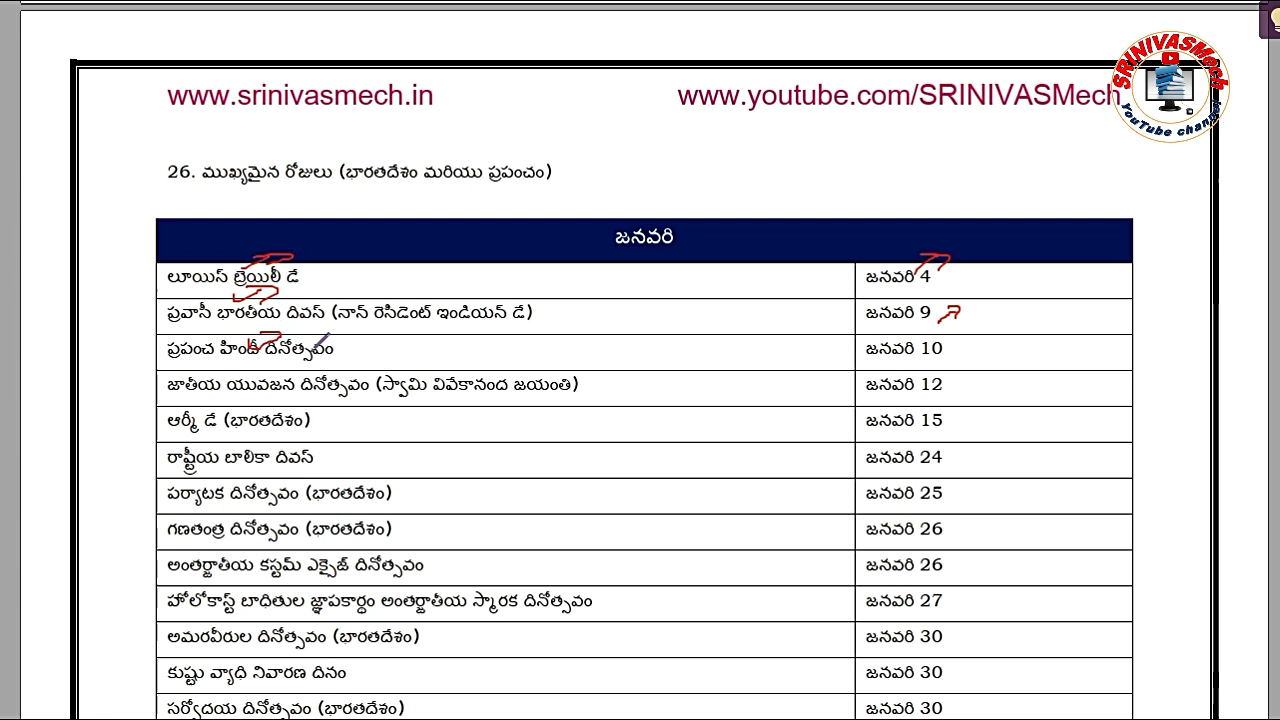 www.srinivasmech.in
www.youtube.com/SRINIVASMech
SRINIVASMech
YouTube channel
26. ముఖ్యమైన రోజులు (భారతదేశం మరియు ప్రపంచం)
జనవరి
లూయిస్ బ్రెయిలీ డే జనవరి 4
ప్రవాసీ భారతీయ దివస్ (నాన్ రెసిడెంట్ ఇండియన్ డే) జనవరి 9
ప్రపంచ హిందీ దినోత్సవం జనవరి 10
జాతీయ యువజన దినోత్సవం (స్వామి వివేకానంద జయంతి) జనవరి 12
ఆర్మీ డే (భారతదేశం) జనవరి 15
రాష్ట్రీయ బాలికా దివస్ జనవరి 24
పర్యాటక దినోత్సవం (భారతదేశం) జనవరి 25
గణతంత్ర దినోత్సవం (భారతదేశం) జనవరి 26
అంతర్జాతీయ కస్టమ్ ఎక్సైజ్ దినోత్సవం జనవరి 26
హోలోకాస్ట్ బాధితుల జ్ఞాపకార్థం అంతర్జాతీయ స్మారక దినోత్సవం జనవరి 27
అమరవీరుల దినోత్సవం (భారతదేశం) జనవరి 30
కుష్టు వ్యాధి నివారణ దినం జనవరి 30
సర్వోదయ దినోత్సవం (భారతదేశం) జనవరి 30